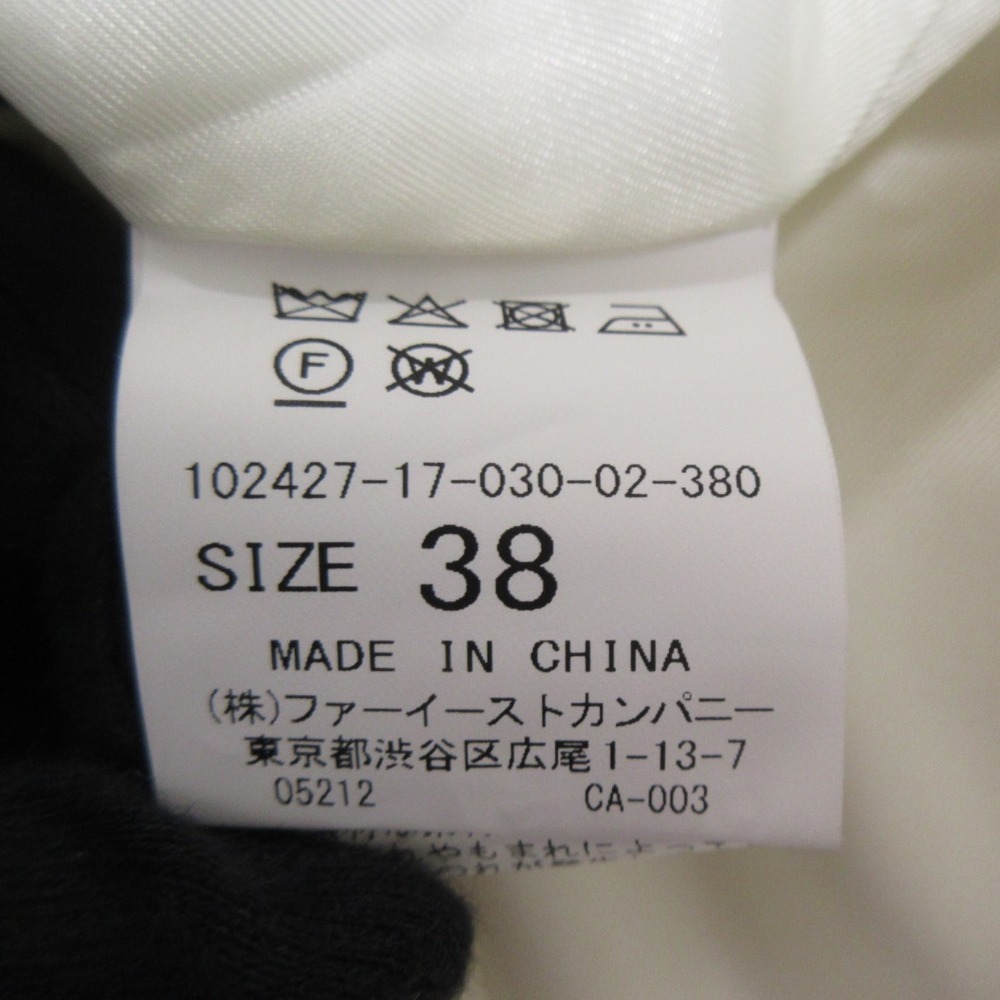 F W
102427-17-030-02-380
SIZE 38
MADE IN CHINA
(株)ファーイーストカンパニー
東京都渋谷区広尾1-13-7
05212 CA-003